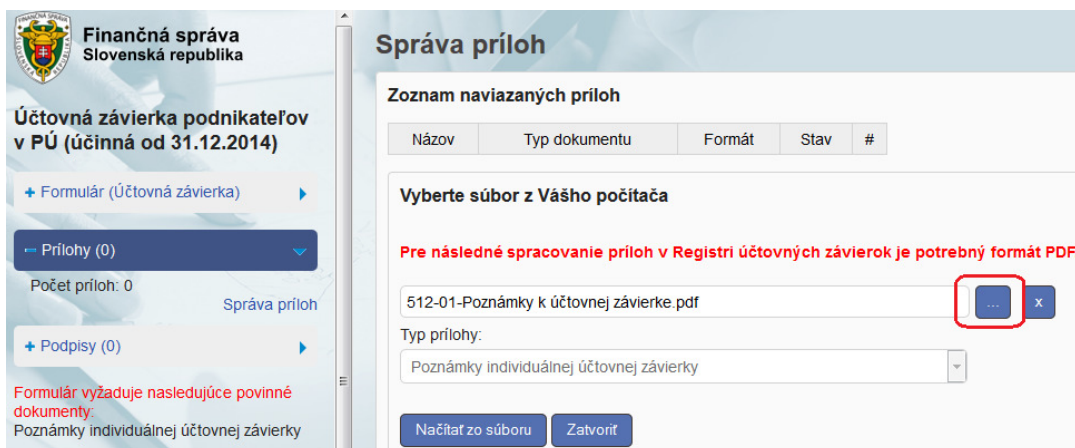 FINANČNÁ SPRÁVA
Finančná správa
Slovenská republika
Účtovná závierka podnikateľov
v PÚ (účinná od 31.12.2014)
+ Formulár (Účtovná závierka)
− Prílohy (0)
Počet príloh: 0
Správa príloh
+ Podpisy (0)
Formulár vyžaduje nasledujúce povinné
dokumenty:
Poznámky individuálnej účtovnej závierky
Správa príloh
Zoznam naviazaných príloh
Názov Typ dokumentu Formát Stav #
Vyberte súbor z Vášho počítača
Pre následné spracovanie príloh v Registri účtovných závierok je potrebný formát PDF
512-01-Poznámky k účtovnej závierke.pdf ... x
Typ prílohy:
Poznámky individuálnej účtovnej závierky
Načítať zo súboru Zatvoriť